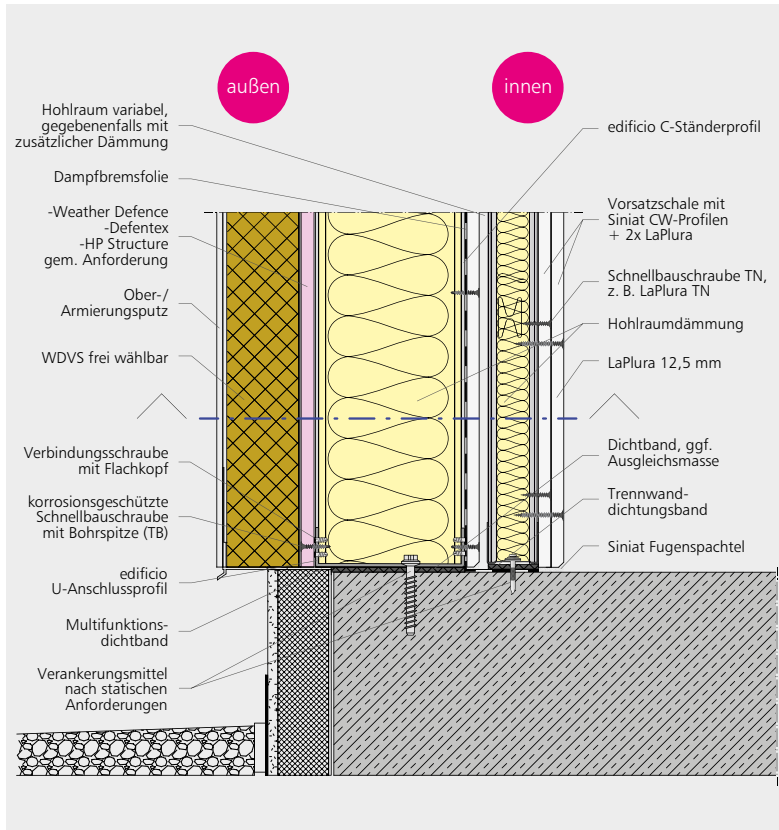 außen
innen
Hohlraum variabel,
gegebenenfalls mit
zusätzlicher Dämmung
Dampfbremsfolie
-Weather Defence
-Defentex
-HP Structure
gem. Anforderung
Ober-/
Armierungsputz
WDVS frei wählbar
Verbindungsschraube
mit Flachkopf
korrosionsgeschützte
Schnellbauschraube
mit Bohrspitze (TB)
edificio
U-Anschlussprofil
Multifunktions-
dichtband
Verankerungsmittel
nach statischen
Anforderungen
edificio C-Ständerprofil
Vorsatzschale mit
Siniat CW-Profilen
+ 2x LaPlura
Schnellbauschraube TN,
z. B. LaPlura TN
Hohlraumdämmung
LaPlura 12,5 mm
Dichtband, ggf.
Ausgleichsmasse
Trennwand-
dichtungsband
Siniat Fugenspachtel